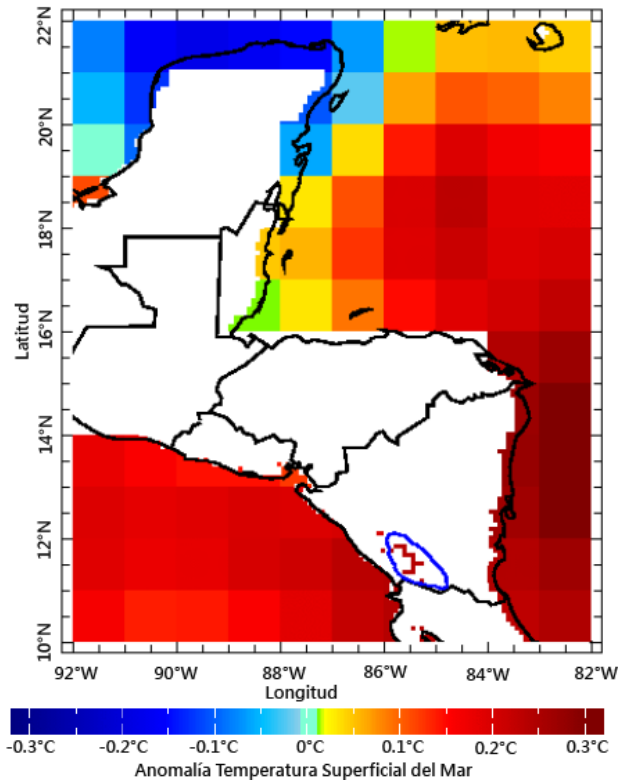 22°N
20°N
18°N
16°N
14°N
12°N
10°N
Latitud
92°W 90°W 88°W 86°W 84°W 82°W
Longitud
-0.3°C -0.2°C -0.1°C 0°C 0.1°C 0.2°C 0.3°C
Anomalía Temperatura Superficial del Mar